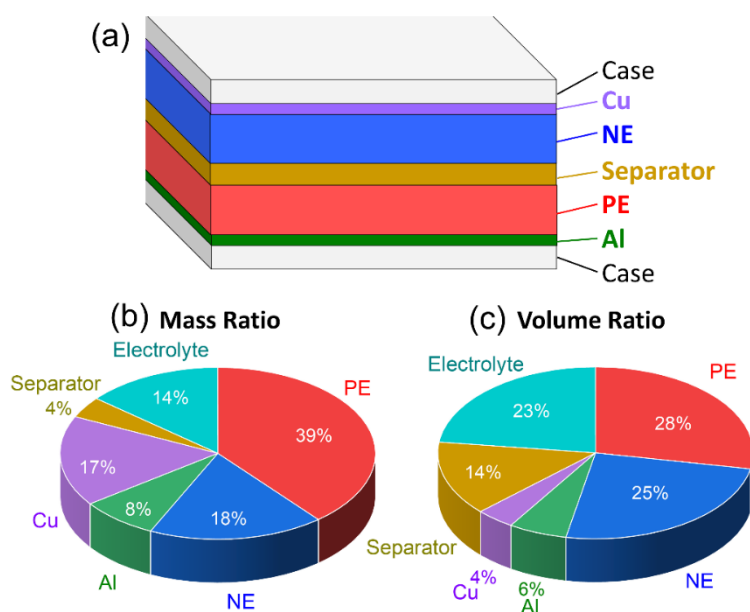 (a)
Case
Cu
NE
Separator
PE
Al
Case
(b) Mass Ratio
Electrolyte
14%
Separator
4%
PE
39%
17%
Cu
8%
Al
18%
NE
(c) Volume Ratio
Electrolyte
23%
PE
28%
14%
Separator
25%
4%
Cu
6%
Al
NE